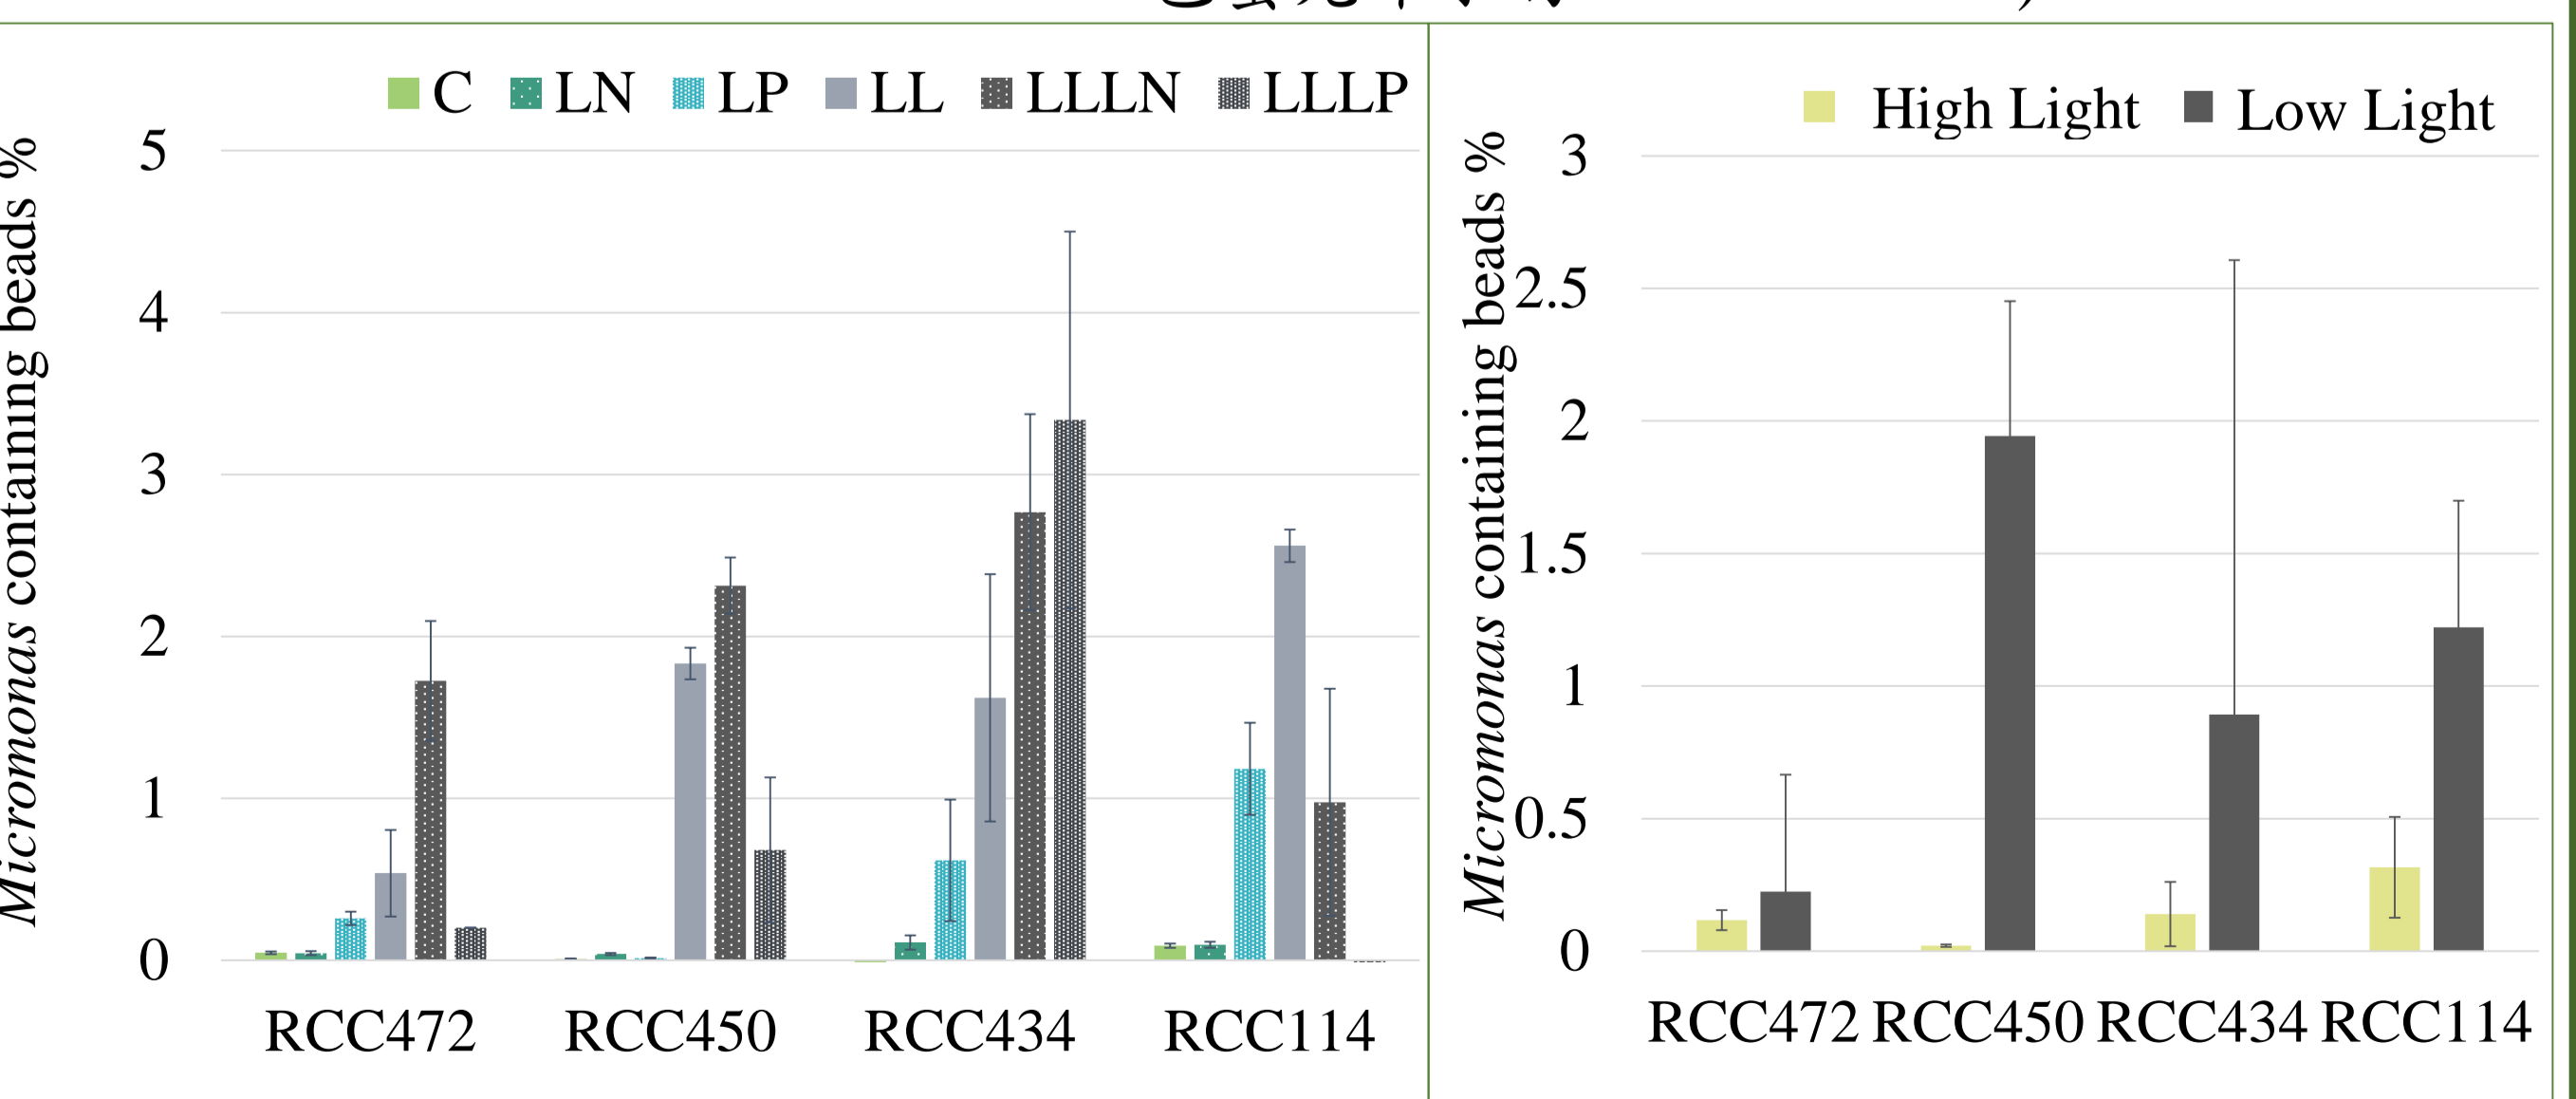 C LN LP LL LLLN LLLP
Micromonas containing beads %
5
4
3
2
1
0
RCC472 RCC450 RCC434 RCC114
High Light Low Light
Micromonas containing beads %
3
2.5
2
1.5
1
0.5
0
RCC472 RCC450 RCC434 RCC114